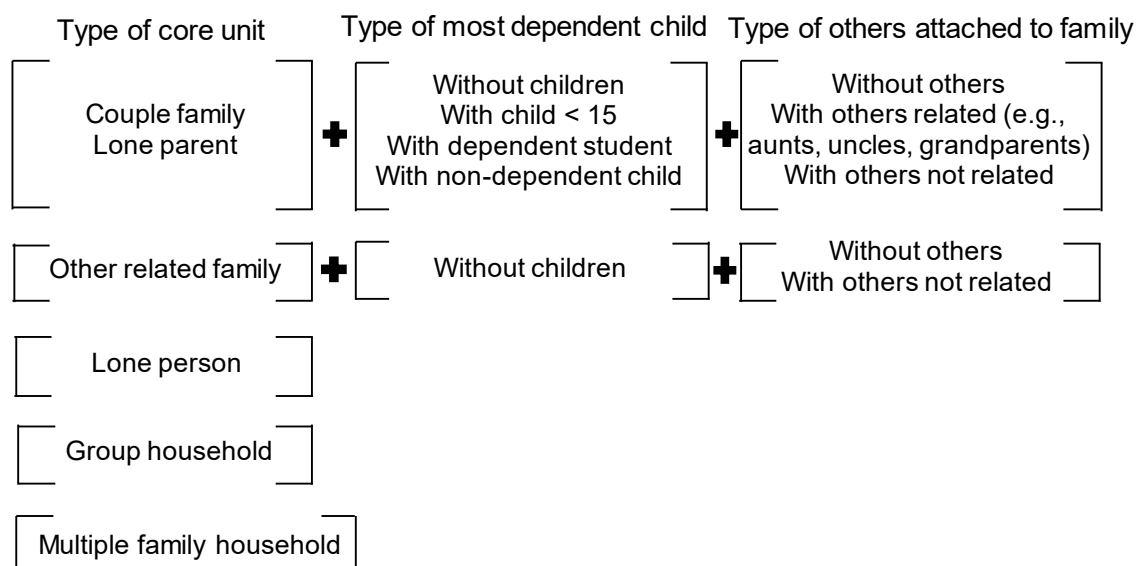 Type of core unit
Type of most dependent child
Type of others attached to family
Couple family
Lone parent
Without children
With child < 15
With dependent student
With non-dependent child
Without others
With others related (e.g.,
aunts, uncles, grandparents)
With others not related
Other related family
Without children
Without others
With others not related
Lone person
Group household
Multiple family household